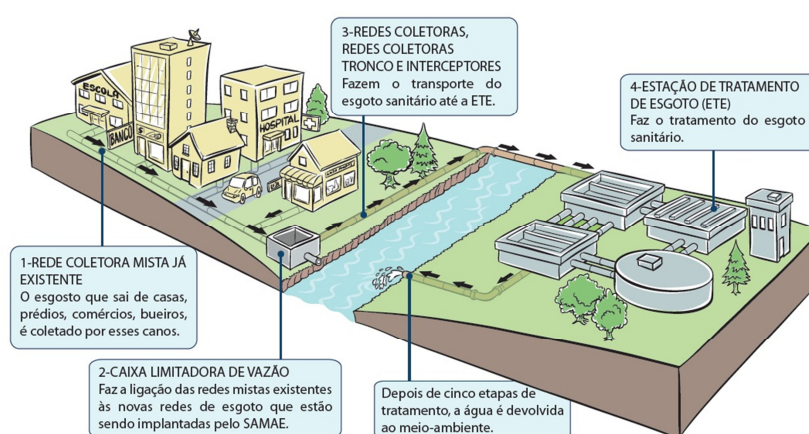 3-REDES COLETORAS,
REDES COLETORAS
TRONCO E INTERCEPTORES
Fazem o transporte do
esgoto sanitário até a ETE.
4-ESTAÇÃO DE TRATAMENTO
DE ESGOTO (ETE)
Faz o tratamento do esgoto
sanitário.
ESCOLA
BANCO
HOSPITAL
1-REDE COLETORA MISTA JÁ
EXISTENTE
O esgosto que sai de casas,
prédios, comércios, bueiros,
é coletado por esses canos.
2-CAIXA LIMITADORA DE VAZÃO
Faz a ligação das redes mistas existentes
às novas redes de esgoto que estão
sendo implantadas pelo SAMAE.
Depois de cinco etapas de
tratamento, a água é devolvida
ao meio-ambiente.